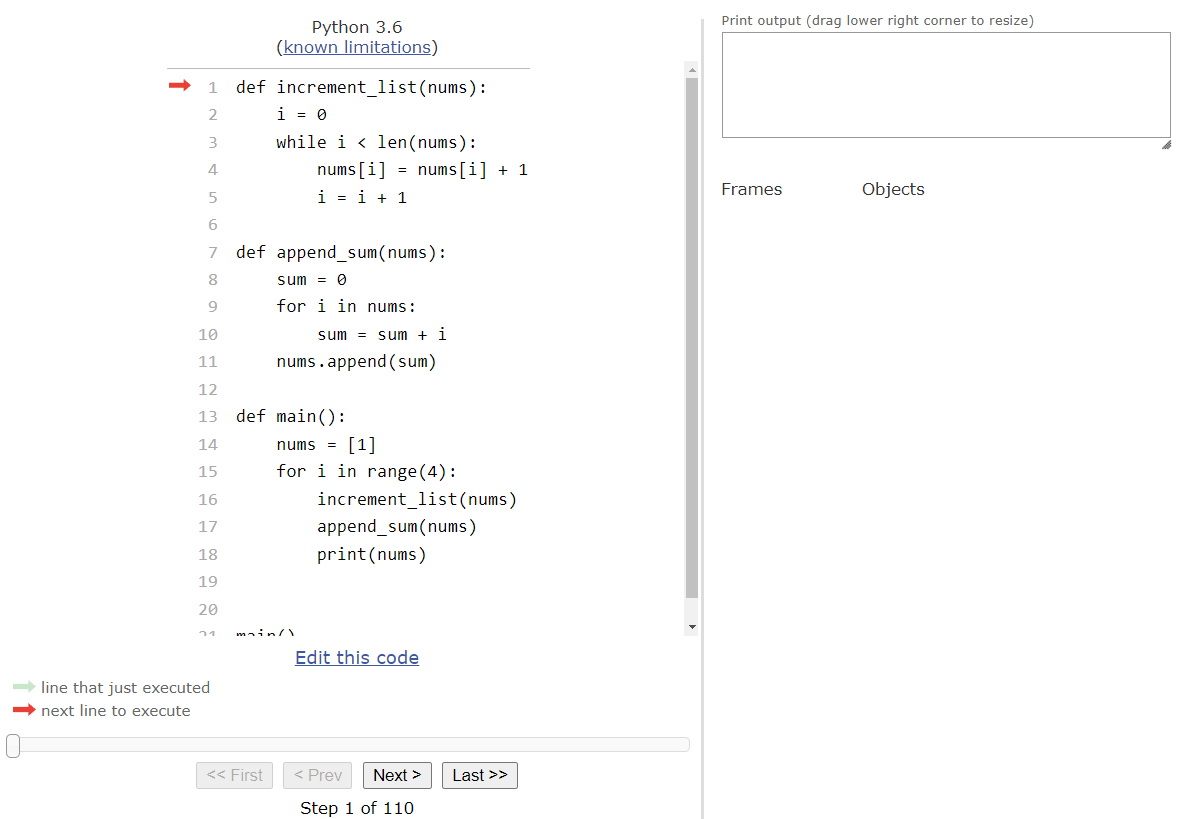 Python 3.6
(known limitations)
1 def increment_list(nums):
2     i = 0
3     while i < len(nums):
4         nums[i] = nums[i] + 1
5         i = i + 1
6
7 def append_sum(nums):
8     sum = 0
9     for i in nums:
10         sum = sum + i
11     nums.append(sum)
12
13 def main():
14     nums = [1]
15     for i in range(4):
16         increment_list(nums)
17         append_sum(nums)
18         print(nums)
19
20
21 main()
Edit this code
line that just executed
next line to execute
<< First
< Prev
Next >
Last >>
Step 1 of 110
Print output (drag lower right corner to resize)
Frames
Objects